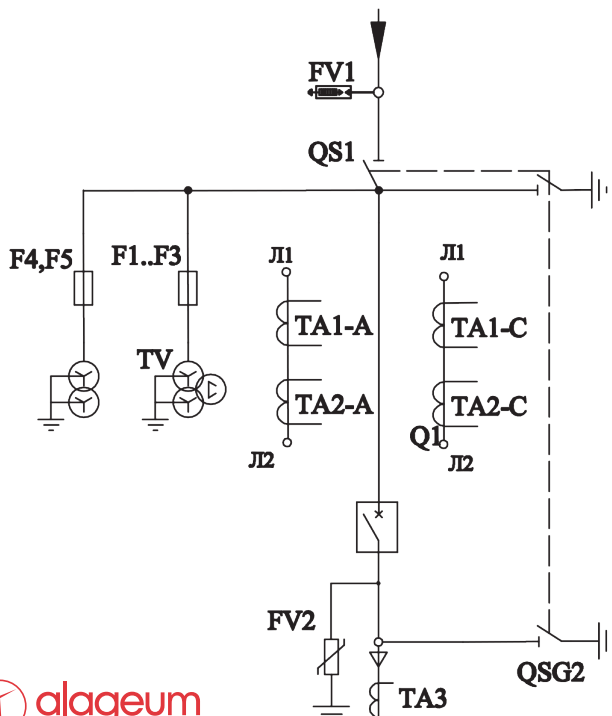 FV1
QS1
F4,F5
F1..F3
Л1
Л1
TA1-A
TA1-C
TV
TA2-A
TA2-C
Q1
Л2
Л2
FV2
QSG2
TA3
alageum